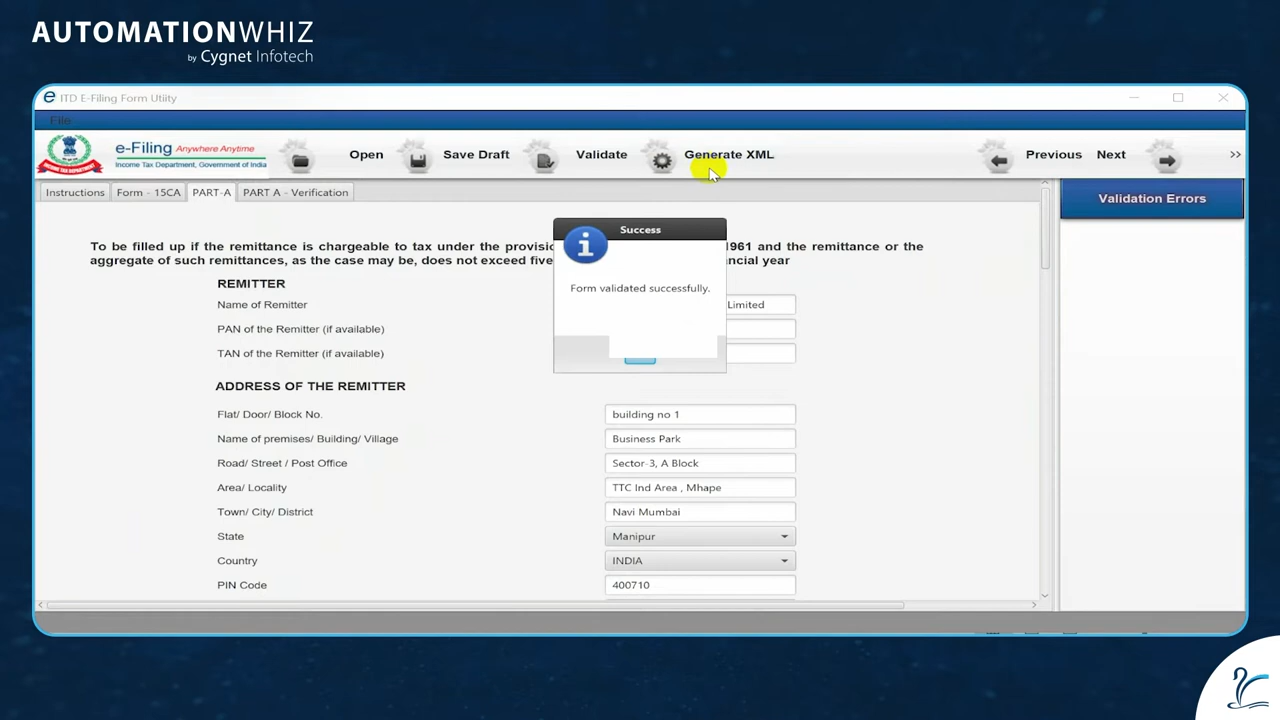 AUTOMATIONWHIZ
by Cygnet Infotech
e ITD E-Filing Form Utiity
File
e-Filing Anywhere Anytime
Income Tax Department, Government of India
Open
Save Draft
Validate
Generate XML
Previous
Next
>>
Instructions
Form - 15CA
PART-A
PART A - Verification
Validation Errors
To be filled up if the remittance is chargeable to tax under the provisio
1961 and the remittance or the
aggregate of such remittances, as the case may be, does not exceed five
nancial year
Success
i
Form validated successfully.
REMITTER
Name of Remitter
Limited
PAN of the Remitter (if available)
TAN of the Remitter (if available)
ADDRESS OF THE REMITTER
Flat/ Door/ Block No.
building no 1
Name of premises/ Building/ Village
Business Park
Road/ Street / Post Office
Sector-3, A Block
Area/ Locality
TTC Ind Area , Mhape
Town/ City/ District
Navi Mumbai
State
Manipur
Country
INDIA
PIN Code
400710